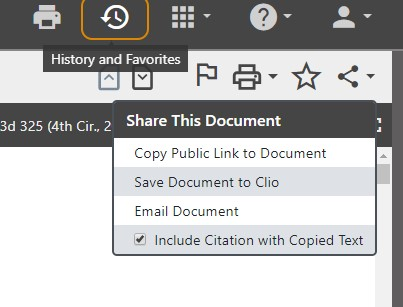 History and Favorites
3d 325 (4th Cir., 2
Share This Document
Copy Public Link to Document
Save Document to Clio
Email Document
Include Citation with Copied Text